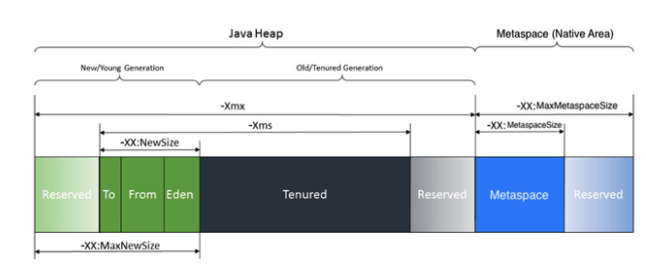 Java Heap
Metaspace (Native Area)
New/Young Generation
Old/Tenured Generation
-Xmx
-XX:MaxMetaspaceSize
-Xms
-XX:MetaspaceSize
-XX:NewSize
Reserved
To
From
Eden
Tenured
Reserved
Metaspace
Reserved
-XX:MaxNewSize